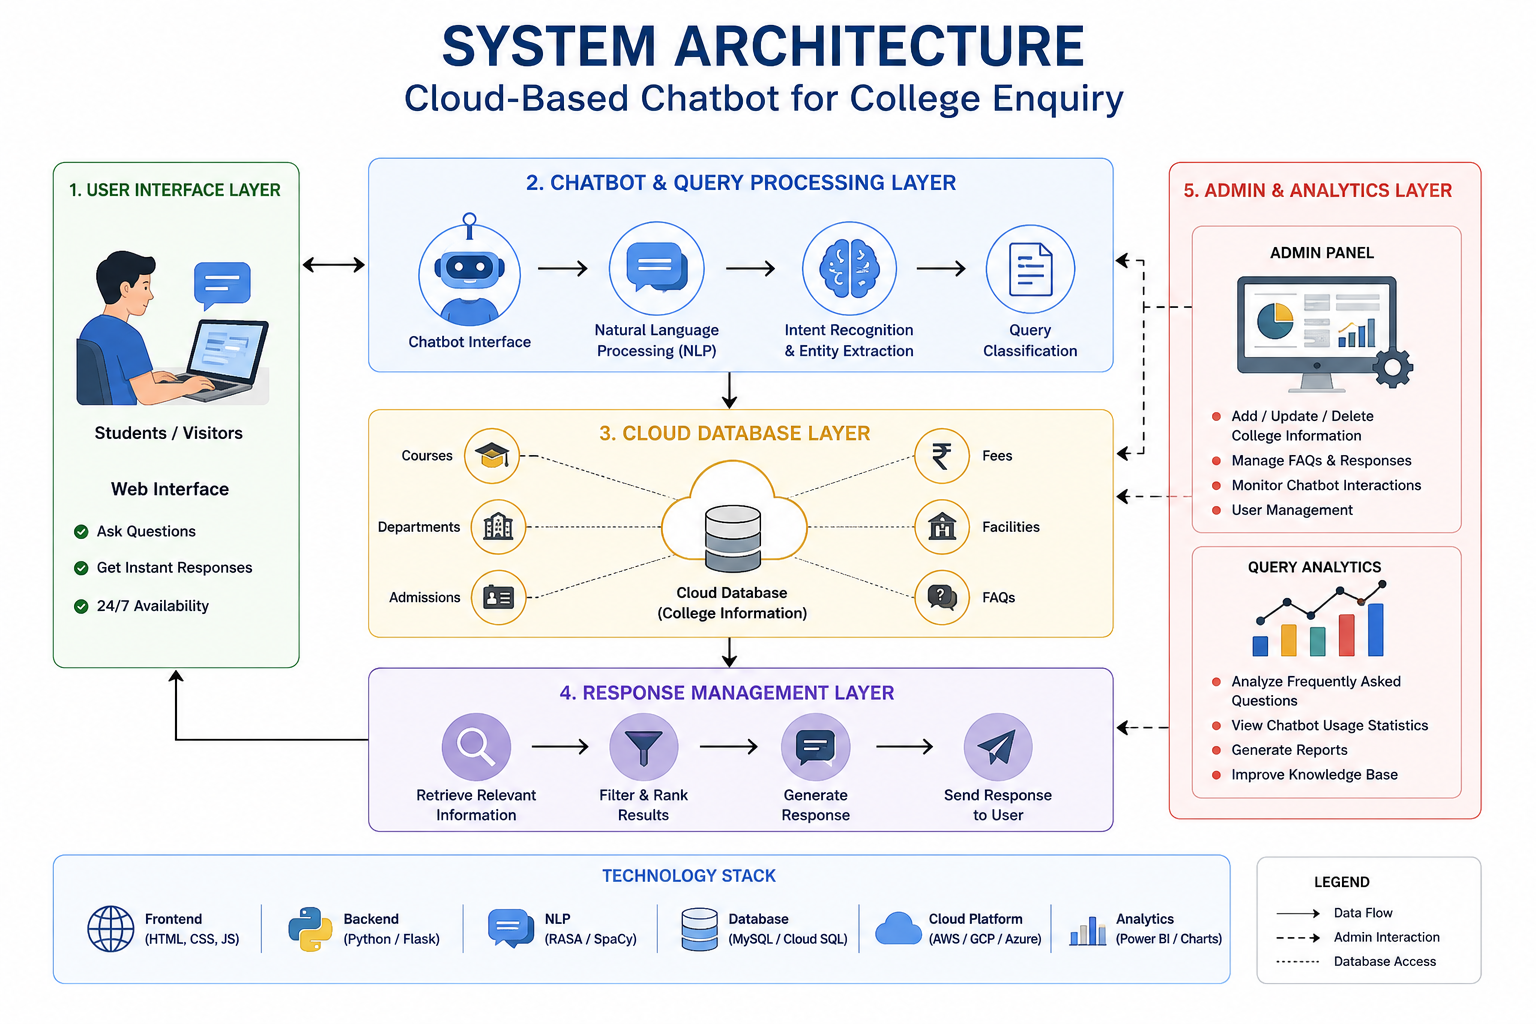 SYSTEM ARCHITECTURE
Cloud-Based Chatbot for College Enquiry
1. USER INTERFACE LAYER
Students / Visitors
Web Interface
Ask Questions
Get Instant Responses
24/7 Availability
2. CHATBOT & QUERY PROCESSING LAYER
Chatbot Interface
Natural Language
Processing (NLP)
Intent Recognition
& Entity Extraction
Query
Classification
3. CLOUD DATABASE LAYER
Courses
Departments
Admissions
Cloud Database
(College Information)
₹
Fees
Facilities
?
FAQs
4. RESPONSE MANAGEMENT LAYER
Retrieve Relevant
Information
Filter & Rank
Results
Generate
Response
Send Response
to User
5. ADMIN & ANALYTICS LAYER
ADMIN PANEL
Add / Update / Delete
College Information
Manage FAQs & Responses
Monitor Chatbot Interactions
User Management
QUERY ANALYTICS
Analyze Frequently Asked
Questions
View Chatbot Usage Statistics
Generate Reports
Improve Knowledge Base
TECHNOLOGY STACK
Frontend
(HTML, CSS, JS)
Backend
(Python / Flask)
NLP
(RASA / SpaCy)
Database
(MySQL / Cloud SQL)
Cloud Platform
(AWS / GCP / Azure)
Analytics
(Power BI / Charts)
LEGEND
Data Flow
Admin Interaction
Database Access